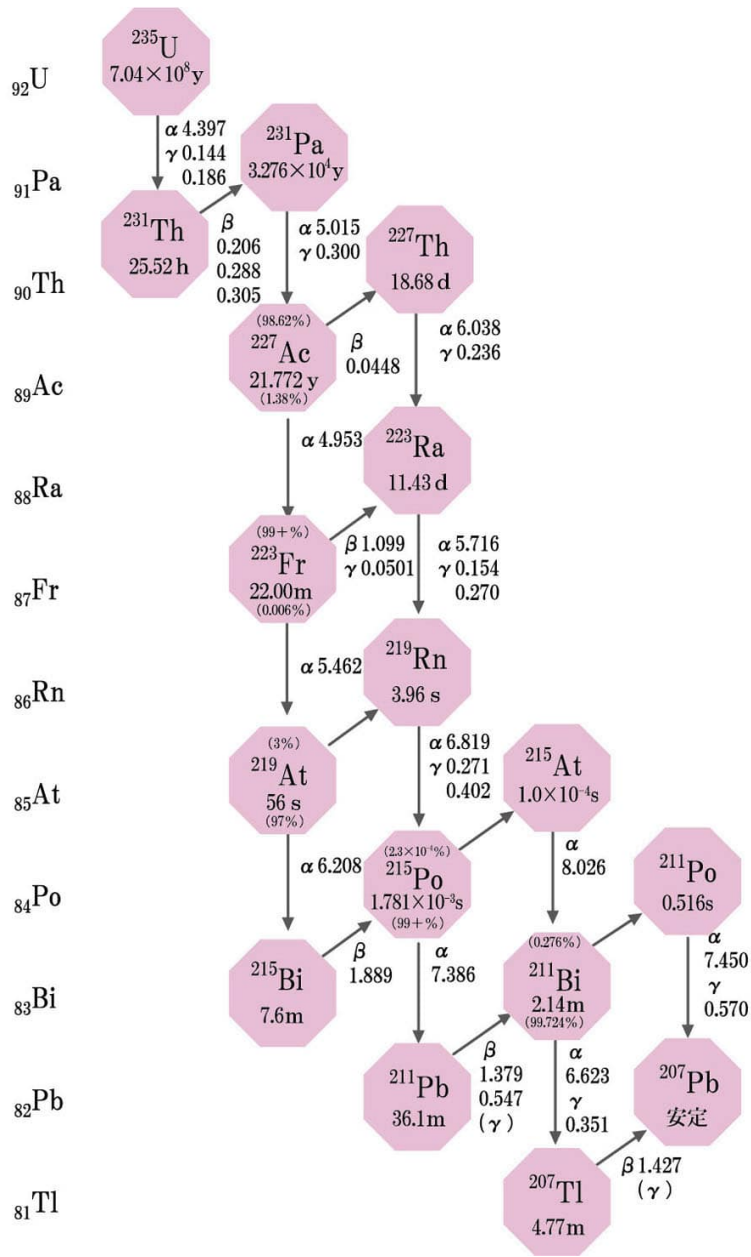 ₉₂U
²³⁵U
7.04×10⁸y
α 4.397
γ 0.144
0.186
₉₁Pa
²³¹Pa
3.276×10⁴y
²³¹Th
25.52 h
β
0.206
0.288
0.305
α 5.015
γ 0.300
₉₀Th
²²⁷Th
18.68 d
(98.62%)
²²⁷Ac
21.772 y
(1.38%)
β
0.0448
α 6.038
γ 0.236
₈₉Ac
α 4.953
²²³Ra
11.43 d
₈₈Ra
(99+%)
²²³Fr
22.00m
(0.006%)
β 1.099
γ 0.0501
α 5.716
γ 0.154
0.270
₈₇Fr
α 5.462
²¹⁹Rn
3.96 s
₈₆Rn
(3%)
²¹⁹At
56 s
(97%)
α 6.819
γ 0.271
0.402
²¹⁵At
1.0×10⁻⁴s
₈₅At
α 6.208
(2.3×10⁻⁴%)
²¹⁵Po
1.781×10⁻³s
(99+%)
α
8.026
²¹¹Po
0.516s
₈₄Po
²¹⁵Bi
7.6m
β
1.889
α
7.386
(0.276%)
²¹¹Bi
2.14m
(99.724%)
α
7.450
γ
0.570
₈₃Bi
²¹¹Pb
36.1m
β
1.379
0.547
(γ)
α
6.623
γ
0.351
²⁰⁷Pb
安定
₈₂Pb
²⁰⁷Tl
4.77m
β 1.427
(γ)
₈₁Tl